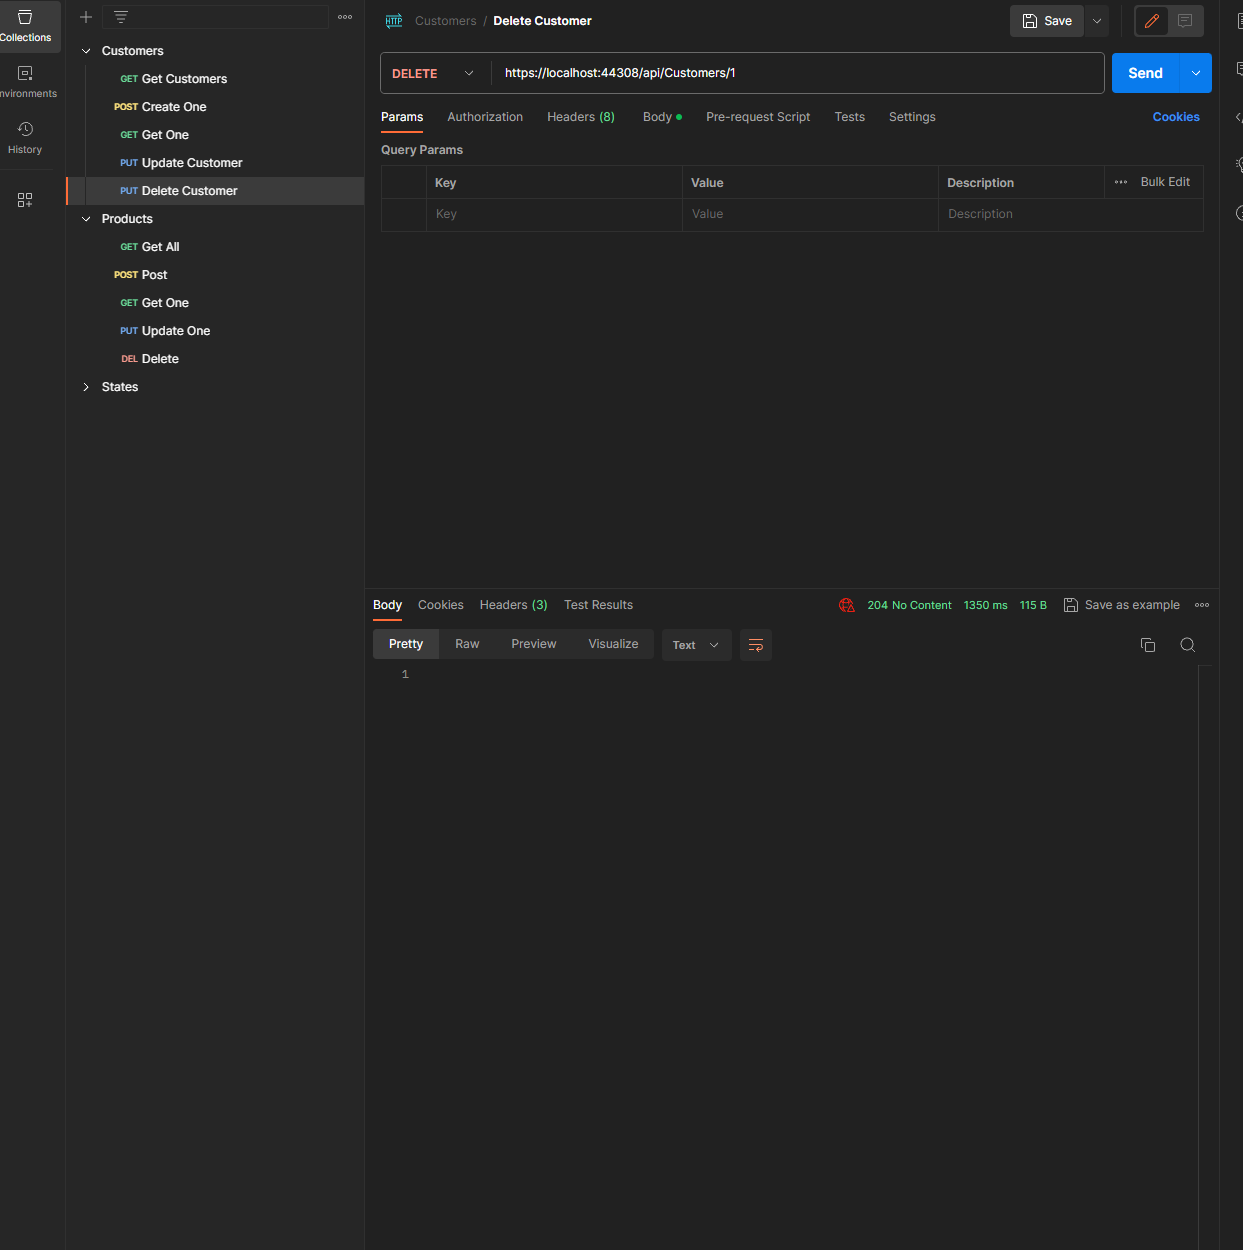 Collections
nvironments
History
Customers
GET Get Customers
POST Create One
GET Get One
PUT Update Customer
PUT Delete Customer
Products
GET Get All
POST Post
GET Get One
PUT Update One
DEL Delete
States
HTTP Customers / Delete Customer
Save
DELETE https://localhost:44308/api/Customers/1
Send
Params Authorization Headers (8) Body Pre-request Script Tests Settings Cookies
Query Params
Key Value Description Bulk Edit
Key Value Description
Body Cookies Headers (3) Test Results 204 No Content 1350 ms 115 B Save as example
Pretty Raw Preview Visualize Text
1